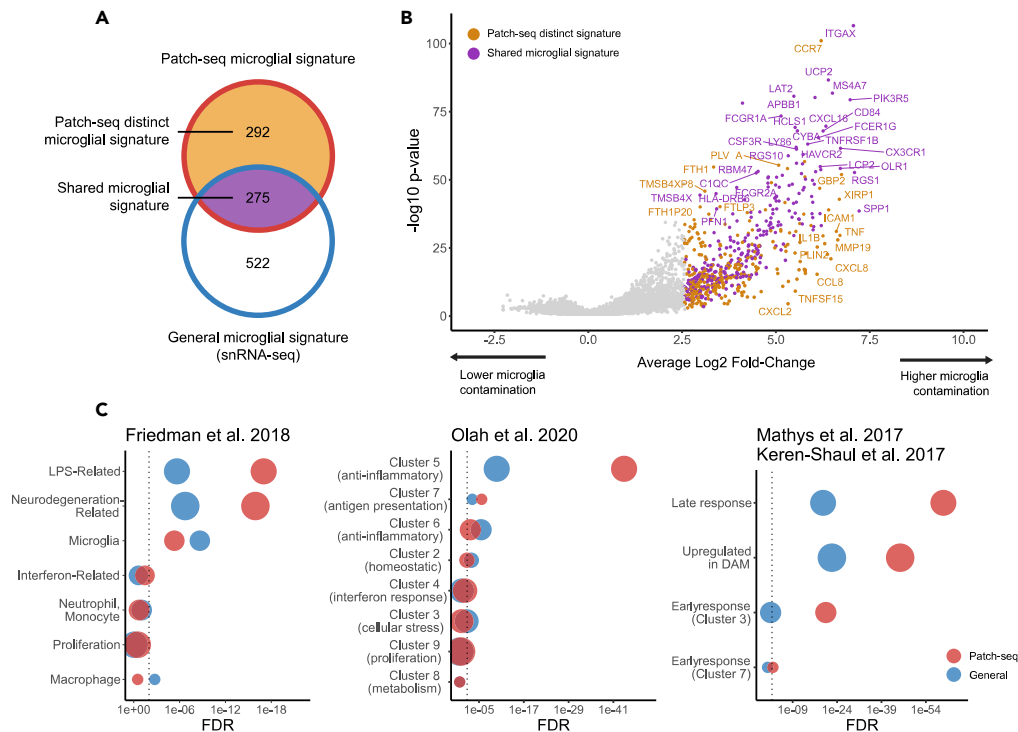 A
Patch-seq microglial signature
Patch-seq distinct
microglial signature
292
Shared microglial
signature
275
522
General microglial signature
(snRNA-seq)
B
Patch-seq distinct signature
Shared microglial signature
-log10 p-value
100
75
50
25
0
ITGAX
CCR7
UCP2
MS4A7
LAT2
PIK3R5
APBB1
FCGR1A
CD84
HCLS1
CXCL16
FCER1G
CYBA
CSF3R
LY86
TNFRSF1B
RGS10
HAVCR2
CX3CR1
PLV_A
FTH1
RBM47
LCP2
OLR1
GBP2
RGS1
TMSB4XP8
C1QC
FCGR2A
XIRP1
TMSB4X
HLA-DRB6
SPP1
FTH1P20
FTLP3
ICAM1
PFN1
TNF
IL1B
MMP19
PLIN2
CXCL8
CCL8
TNFSF15
CXCL2
-2.5
0.0
2.5
5.0
7.5
10.0
Average Log2 Fold-Change
Lower microglia
contamination
Higher microglia
contamination
C
Friedman et al. 2018
LPS-Related
Neurodegeneration
Related
Microglia
Interferon-Related
Neutrophil,
Monocyte
Proliferation
Macrophage
1e+00
1e-06
1e-12
1e-18
FDR
Olah et al. 2020
Cluster 5
(anti-inflammatory)
Cluster 7
(antigen presentation)
Cluster 6
(anti-inflammatory)
Cluster 2
(homeostatic)
Cluster 4
(interferon response)
Cluster 3
(cellular stress)
Cluster 9
(proliferation)
Cluster 8
(metabolism)
1e-05
1e-17
1e-29
1e-41
FDR
Mathys et al. 2017
Keren-Shaul et al. 2017
Late response
Upregulated
in DAM
Earlyresponse
(Cluster 3)
Earlyresponse
(Cluster 7)
Patch-seq
General
1e-09
1e-24
1e-39
1e-54
FDR